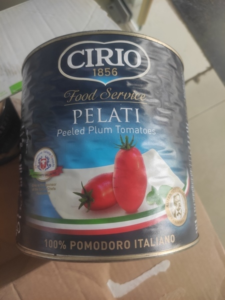 CIRIO
1856
Food Service
PELATI
Peeled Plum Tomatoes
100% POMODORO ITALIANO